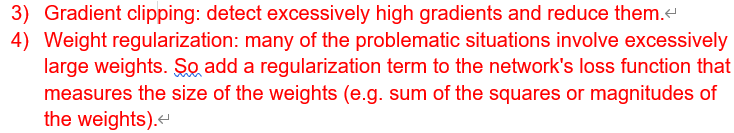 3) Gradient clipping: detect excessively high gradients and reduce them.↵
4) Weight regularization: many of the problematic situations involve excessively
large weights. So add a regularization term to the network's loss function that
measures the size of the weights (e.g. sum of the squares or magnitudes of
the weights).↵